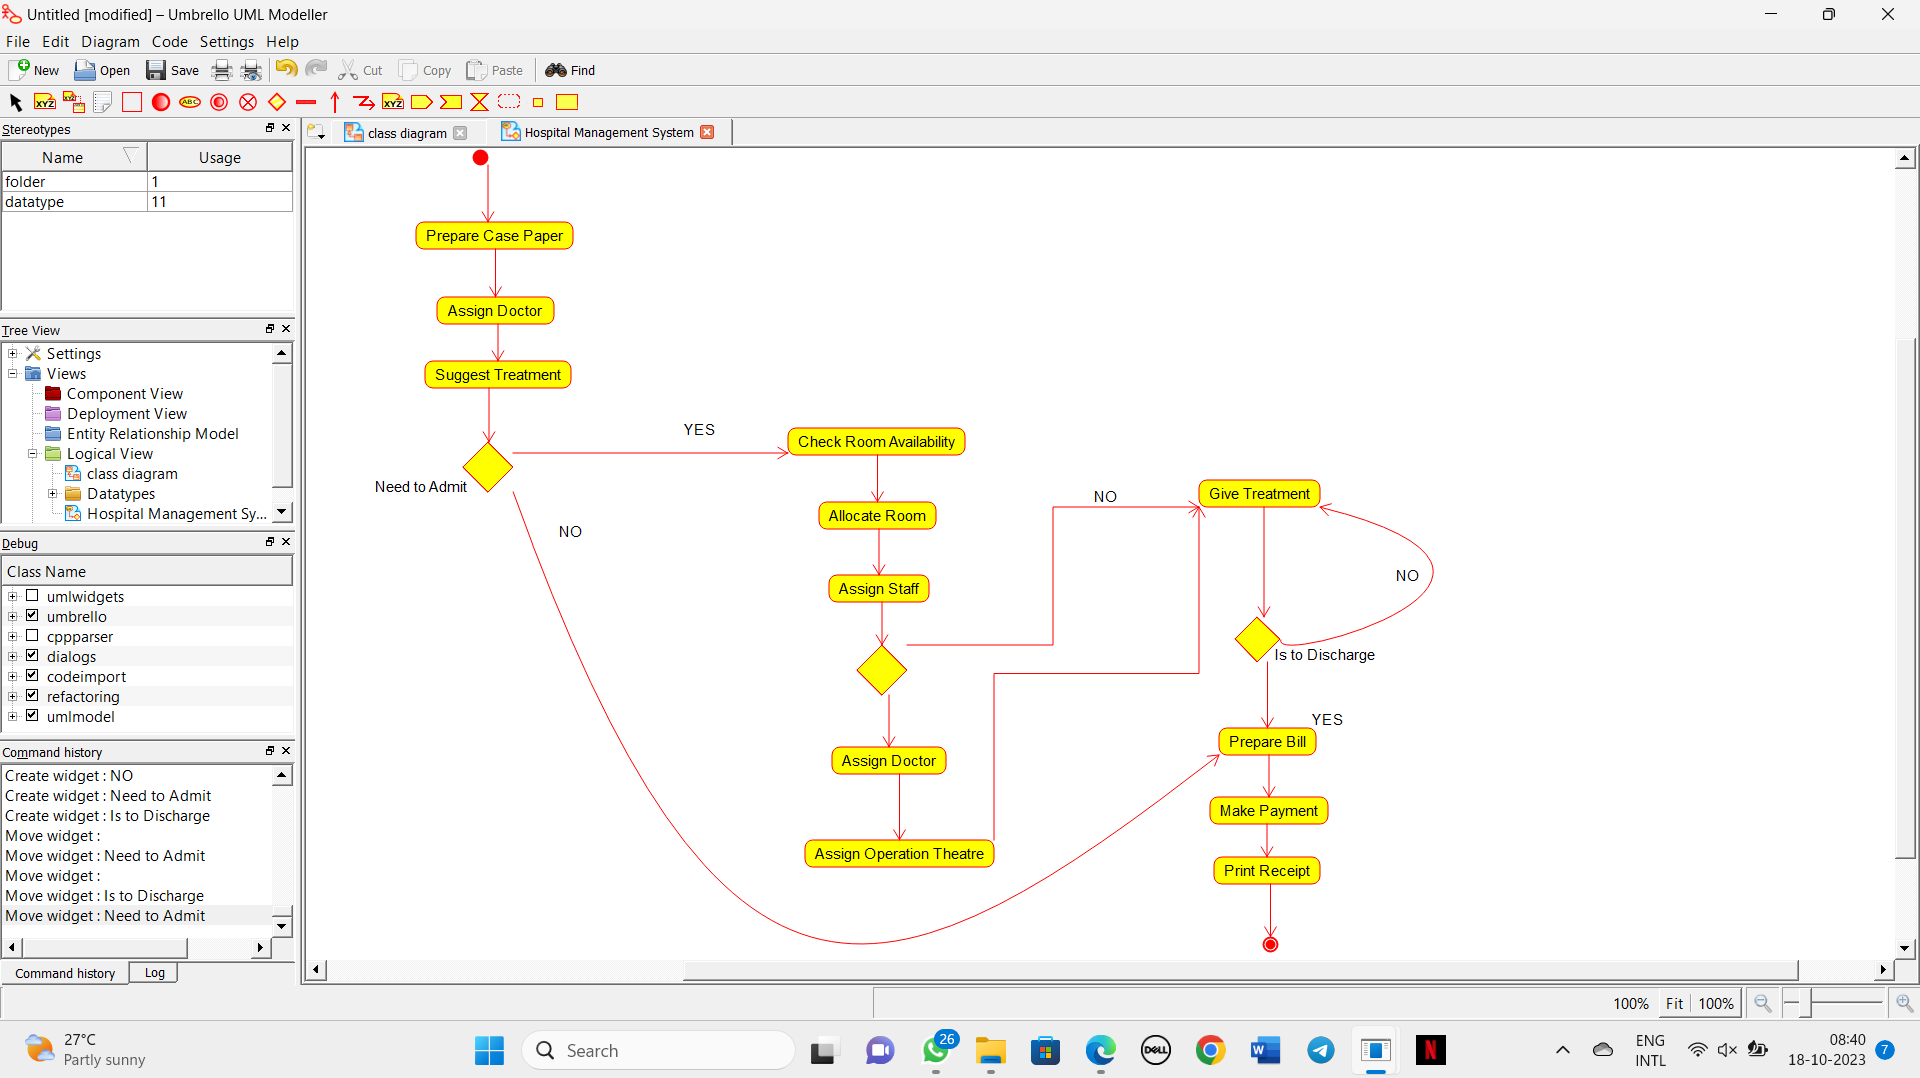 Untitled [modified] – Umbrello UML Modeller
File Edit Diagram Code Settings Help
New Open Save Cut Copy Paste Find
XYZ XYZ ABC XYZ
Stereotypes
Name Usage
folder 1
datatype 11
Tree View
Settings
Views
Component View
Deployment View
Entity Relationship Model
Logical View
class diagram
Datatypes
Hospital Management Sy...
Debug
Class Name
umlwidgets
umbrello
cppparser
dialogs
codeimport
refactoring
umlmodel
Command history
Create widget : NO
Create widget : Need to Admit
Create widget : Is to Discharge
Move widget :
Move widget : Need to Admit
Move widget :
Move widget : Is to Discharge
Move widget : Need to Admit
Command history Log
class diagram Hospital Management System
Prepare Case Paper
Assign Doctor
Suggest Treatment
Need to Admit
YES
NO
Check Room Availability
Allocate Room
Assign Staff
Assign Doctor
Assign Operation Theatre
NO
Give Treatment
NO
Is to Discharge
YES
Prepare Bill
Make Payment
Print Receipt
100% Fit 100%
27°C
Partly sunny
Search
26
DELL
W
N
ENG
INTL
08:40
18-10-2023
7